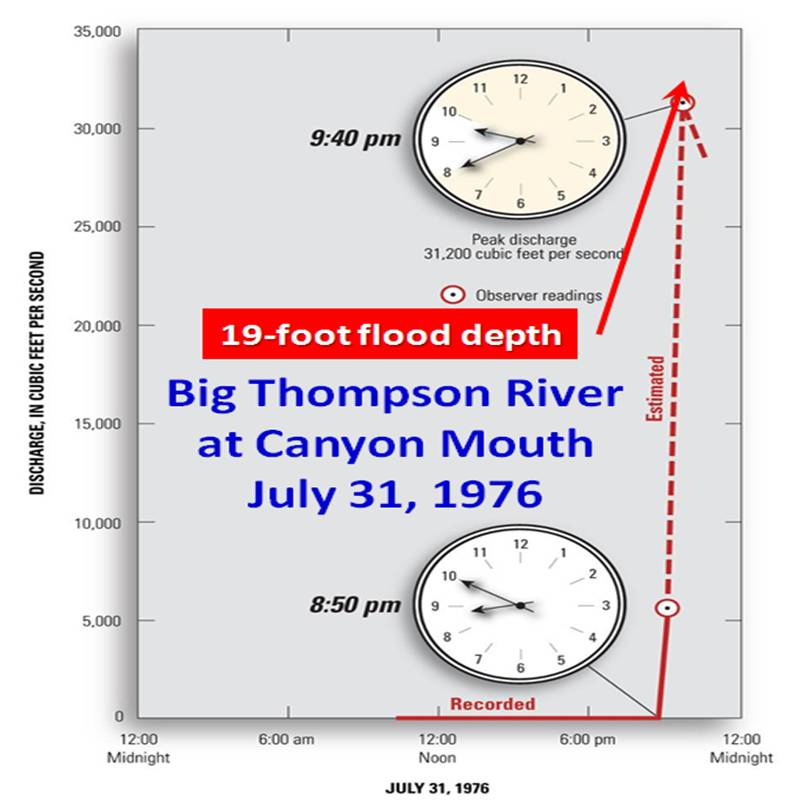 35,000
30,000
25,000
20,000
15,000
10,000
5,000
0
DISCHARGE, IN CUBIC FEET PER SECOND
9:40 pm
12
1
2
3
4
5
6
7
8
9
10
11
Peak discharge
31,200 cubic feet per second
Observer readings
19-foot flood depth
Big Thompson River
at Canyon Mouth
July 31, 1976
Estimated
8:50 pm
12
1
2
3
4
5
6
7
8
9
10
11
Recorded
12:00
Midnight
6:00 am
12:00
Noon
6:00 pm
12:00
Midnight
JULY 31, 1976